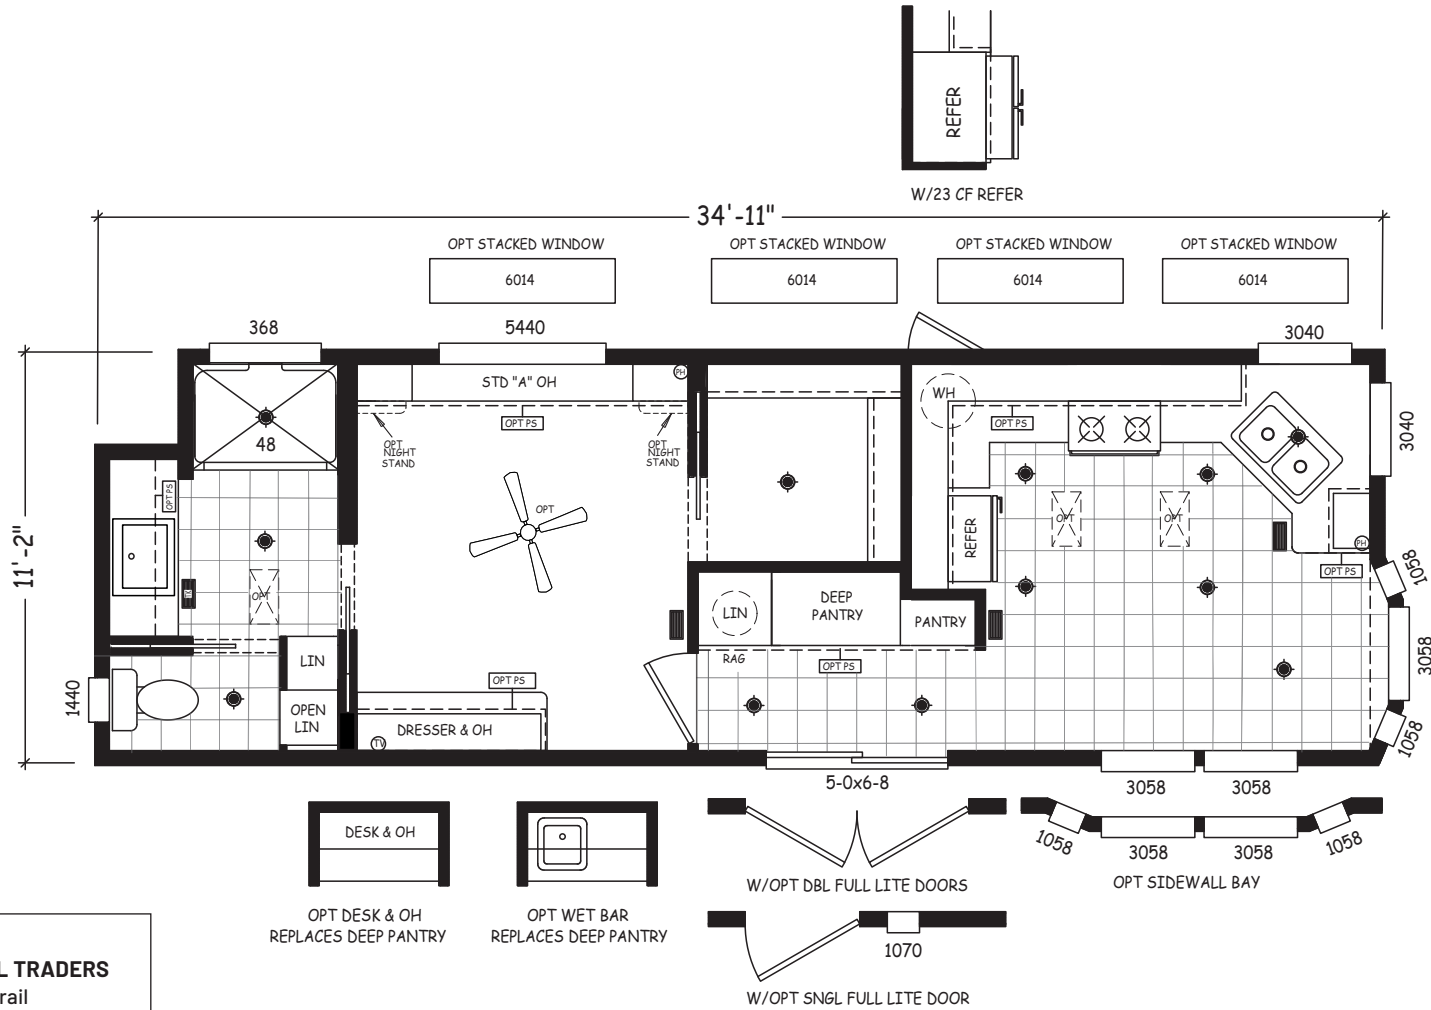 REFER
W/23 CF REFER
34'-11"
OPT STACKED WINDOW
OPT STACKED WINDOW
OPT STACKED WINDOW
OPT STACKED WINDOW
6014
6014
6014
6014
368
5440
3040
11'-2"
STD "A" OH
PH
WH
48
OPT PS
OPT PS
OPT
NIGHT
STAND
OPT
NIGHT
STAND
3040
OPT PS
OPT
OPT
OPT
REFER
PH
OPT PS
1058
TK
OPT
LIN
DEEP
PANTRY
PANTRY
RAG
OPT PS
3058
LIN
OPEN
LIN
1440
OPT PS
DRESSER & OH
TV
1058
5-0x6-8
3058
3058
DESK & OH
OPT DESK & OH
REPLACES DEEP PANTRY
OPT WET BAR
REPLACES DEEP PANTRY
W/OPT DBL FULL LITE DOORS
1058
3058
3058
1058
OPT SIDEWALL BAY
1070
W/OPT SNGL FULL LITE DOOR
L TRADERS
rail